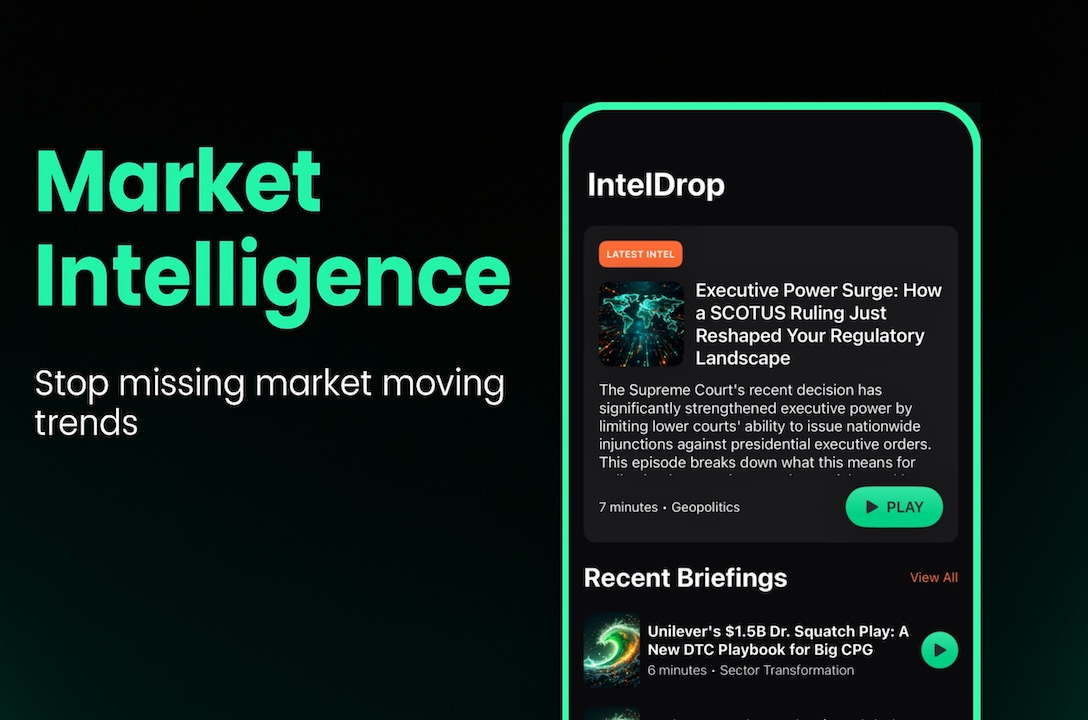 Market
Intelligence
Stop missing market moving
trends
IntelDrop
LATEST INTEL
Executive Power Surge: How
a SCOTUS Ruling Just
Reshaped Your Regulatory
Landscape
The Supreme Court's recent decision has
significantly strengthened executive power by
limiting lower courts' ability to issue nationwide
injunctions against presidential executive orders.
This episode breaks down what this means for
7 minutes • Geopolitics
PLAY
Recent Briefings
View All
Unilever's $1.5B Dr. Squatch Play: A
New DTC Playbook for Big CPG
6 minutes • Sector Transformation